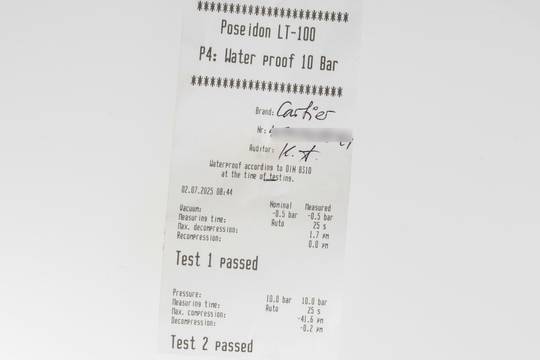 ********************************
Poseidon LT-100
P4: Water proof 10 Bar
********************************
Brand: Cartier
Nr:
Auditor: K. A.
Waterproof according to DIN 8310
at the time of testing.
02.07.2025 08:44
Nominal Measured
Vacuum: -0.5 bar -0.5 bar
Measuring time: Auto 25 s
Max. decompression: 1.7 µm
Recompression: 0.0 µm
Test 1 passed
Pressure: 10.0 bar 10.0 bar
Measuring time: Auto 25 s
Max. compression: -41.6 µm
Decompression: -0.2 µm
Test 2 passed